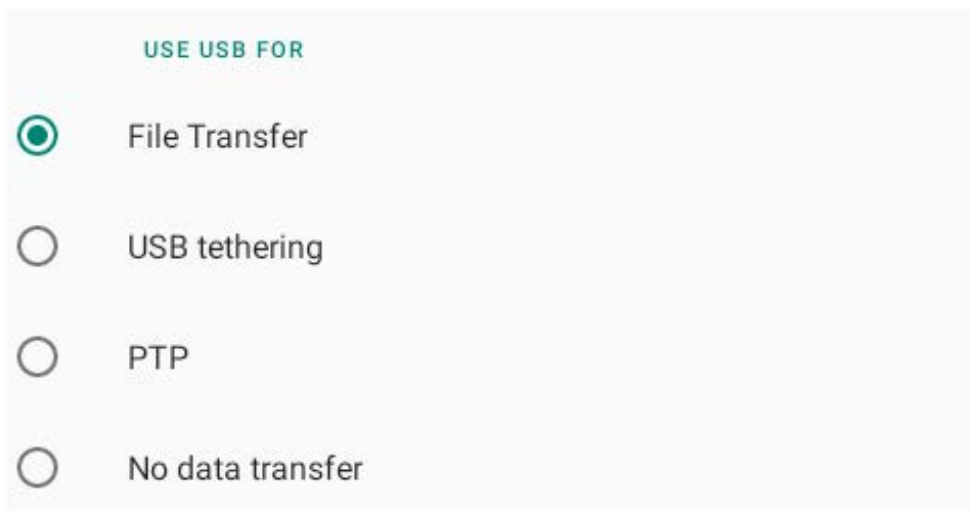 USE USB FOR
File Transfer
USB tethering
PTP
No data transfer